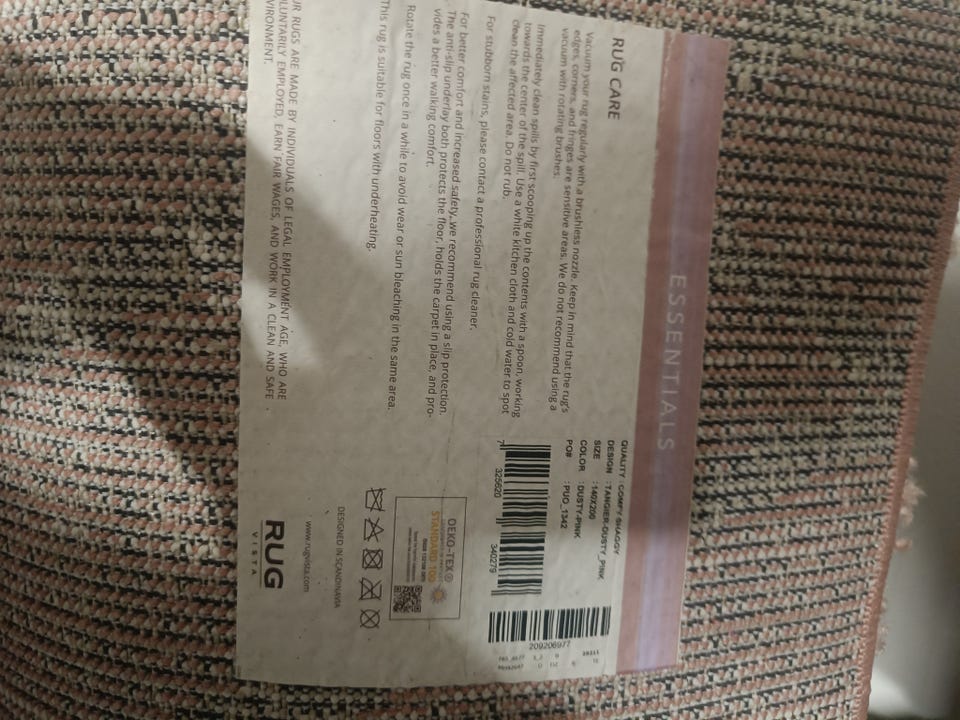 ESSENTIALS
RUG CARE
Vacuum your rug regularly with a brushless nozzle. Keep in mind that the rug's
edges, corners, and fringes are sensitive areas. We do not recommend using a
vacuum with rotating brushes.
Immediately clean spills by first scooping up the contents with a spoon, working
towards the center of the spill. Use a white kitchen cloth and cold water to spot
clean the affected area. Do not rub.
For stubborn stains, please contact a professional rug cleaner.
For better comfort and increased safety, we recommend using a slip protection.
The anti-slip underlay both protects the floor, holds the carpet in place, and pro-
vides a better walking comfort.
Rotate the rug once in a while to avoid wear or sun bleaching in the same area.
This rug is suitable for floors with underheating.
UR RUGS ARE MADE BY INDIVIDUALS OF LEGAL EMPLOYMENT AGE, WHO ARE
LUNTARILY EMPLOYED, EARN FAIR WAGES, AND WORK IN A CLEAN AND SAFE
VIRONMENT.
QUALITY : COMFY-SHAGGY
DESIGN : TANGIER-DUSTY_PINK
SIZE : 140X200
COLOR : DUSTY-PINK
PO# : PUO_1342
7 325620 340279
209206977
OEKO-TEX®
STANDARD 100
DESIGNED IN SCANDINAVIA
www.rugvista.com
RUG
VISTA